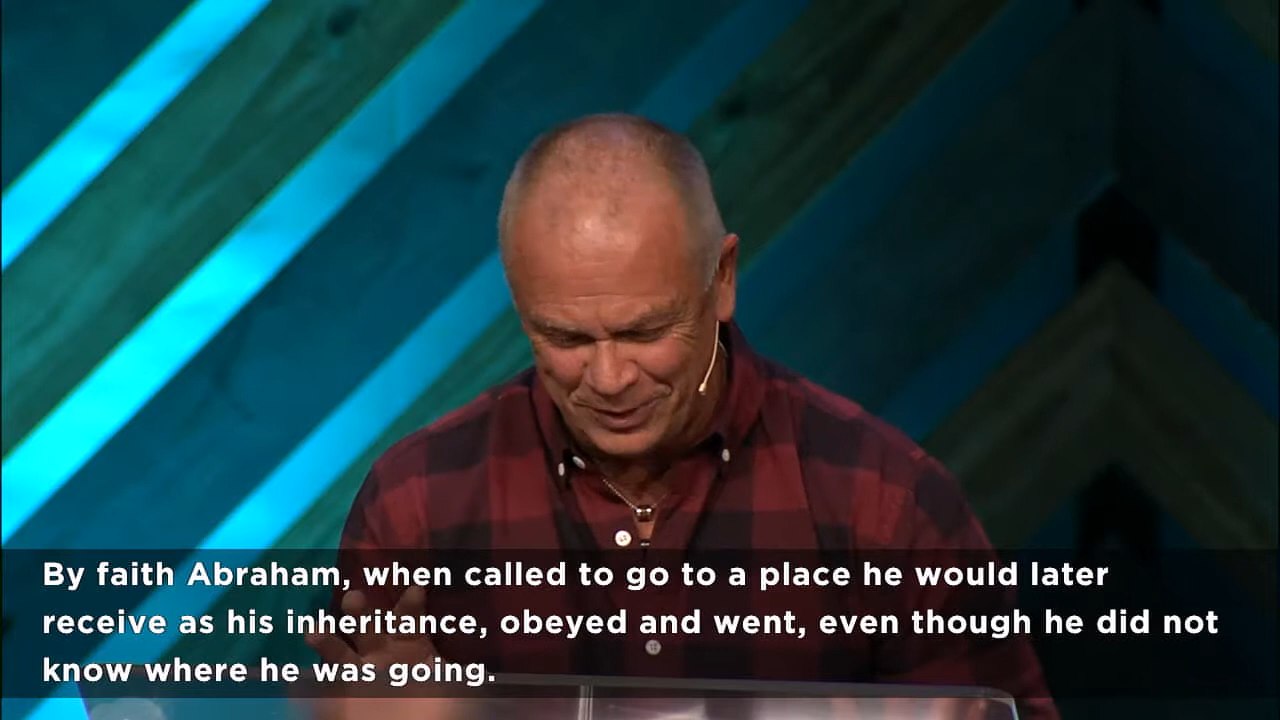 By faith Abraham, when called to go to a place he would later
receive as his inheritance, obeyed and went, even though he did not
know where he was going.